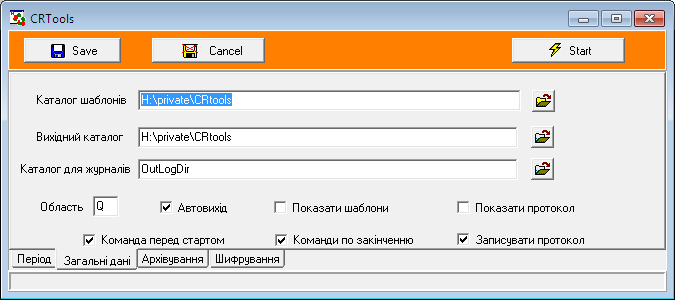 CRTools
Save Cancel Start
Каталог шаблонів H:\private\CRtools
Вихідний каталог H:\private\CRtools
Каталог для журналів OutLogDir
Область Q Автовихід Показати шаблони Показати протокол
Команда перед стартом Команди по закінченню Записувати протокол
Період Загальні дані Архівування Шифрування